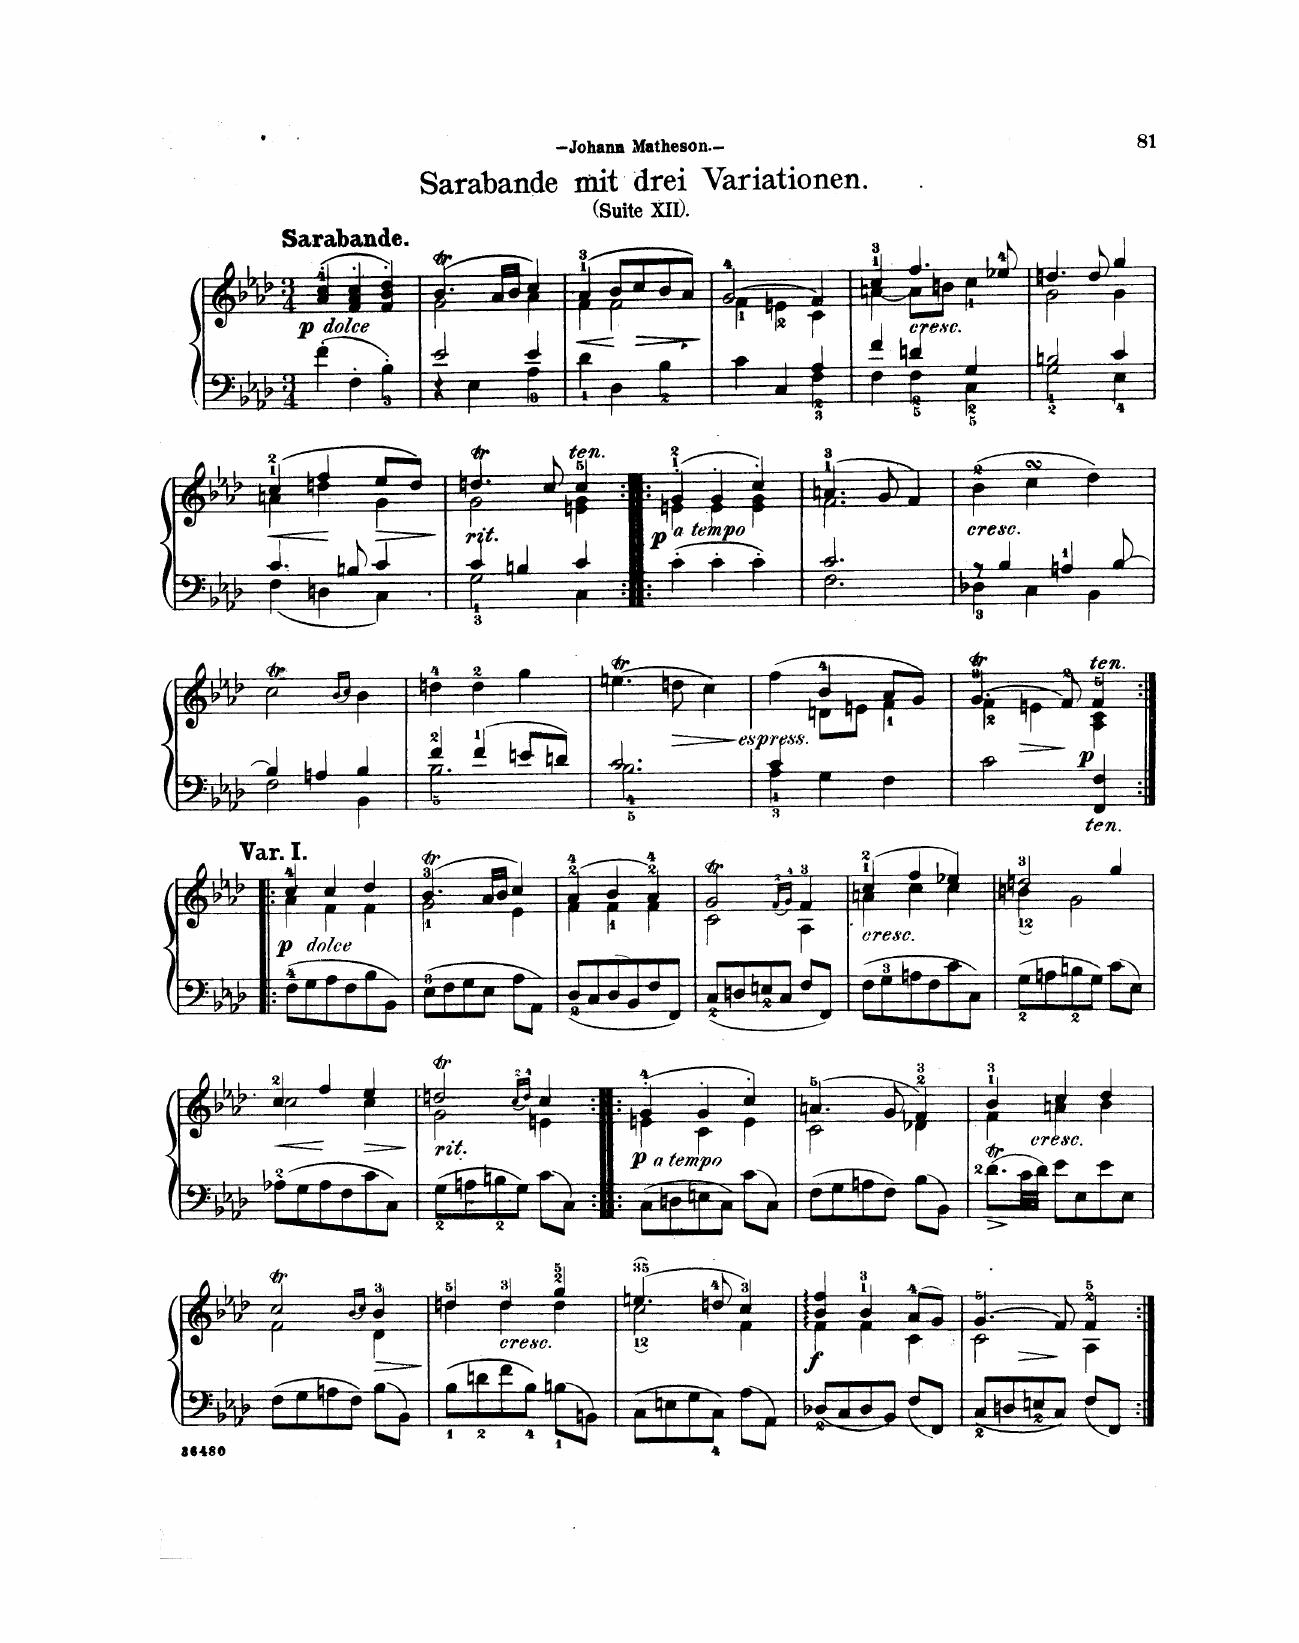 —Johann Matheson.—
81
Sarabande mit drei Variationen.
(Suite XII).
Sarabande.
p dolce
cresc.
ten.
rit.
p a tempo
cresc.
ten.
espress.
p
ten.
Var. I.
p dolce
cresc.
rit.
p a tempo
cresc.
cresc.
f
36480